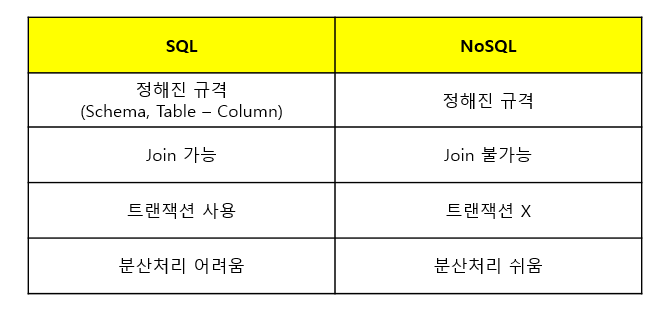 SQL
NoSQL
정해진 규격
(Schema, Table – Column)
정해진 규격
Join 가능
Join 불가능
트랜잭션 사용
트랜잭션 X
분산처리 어려움
분산처리 쉬움